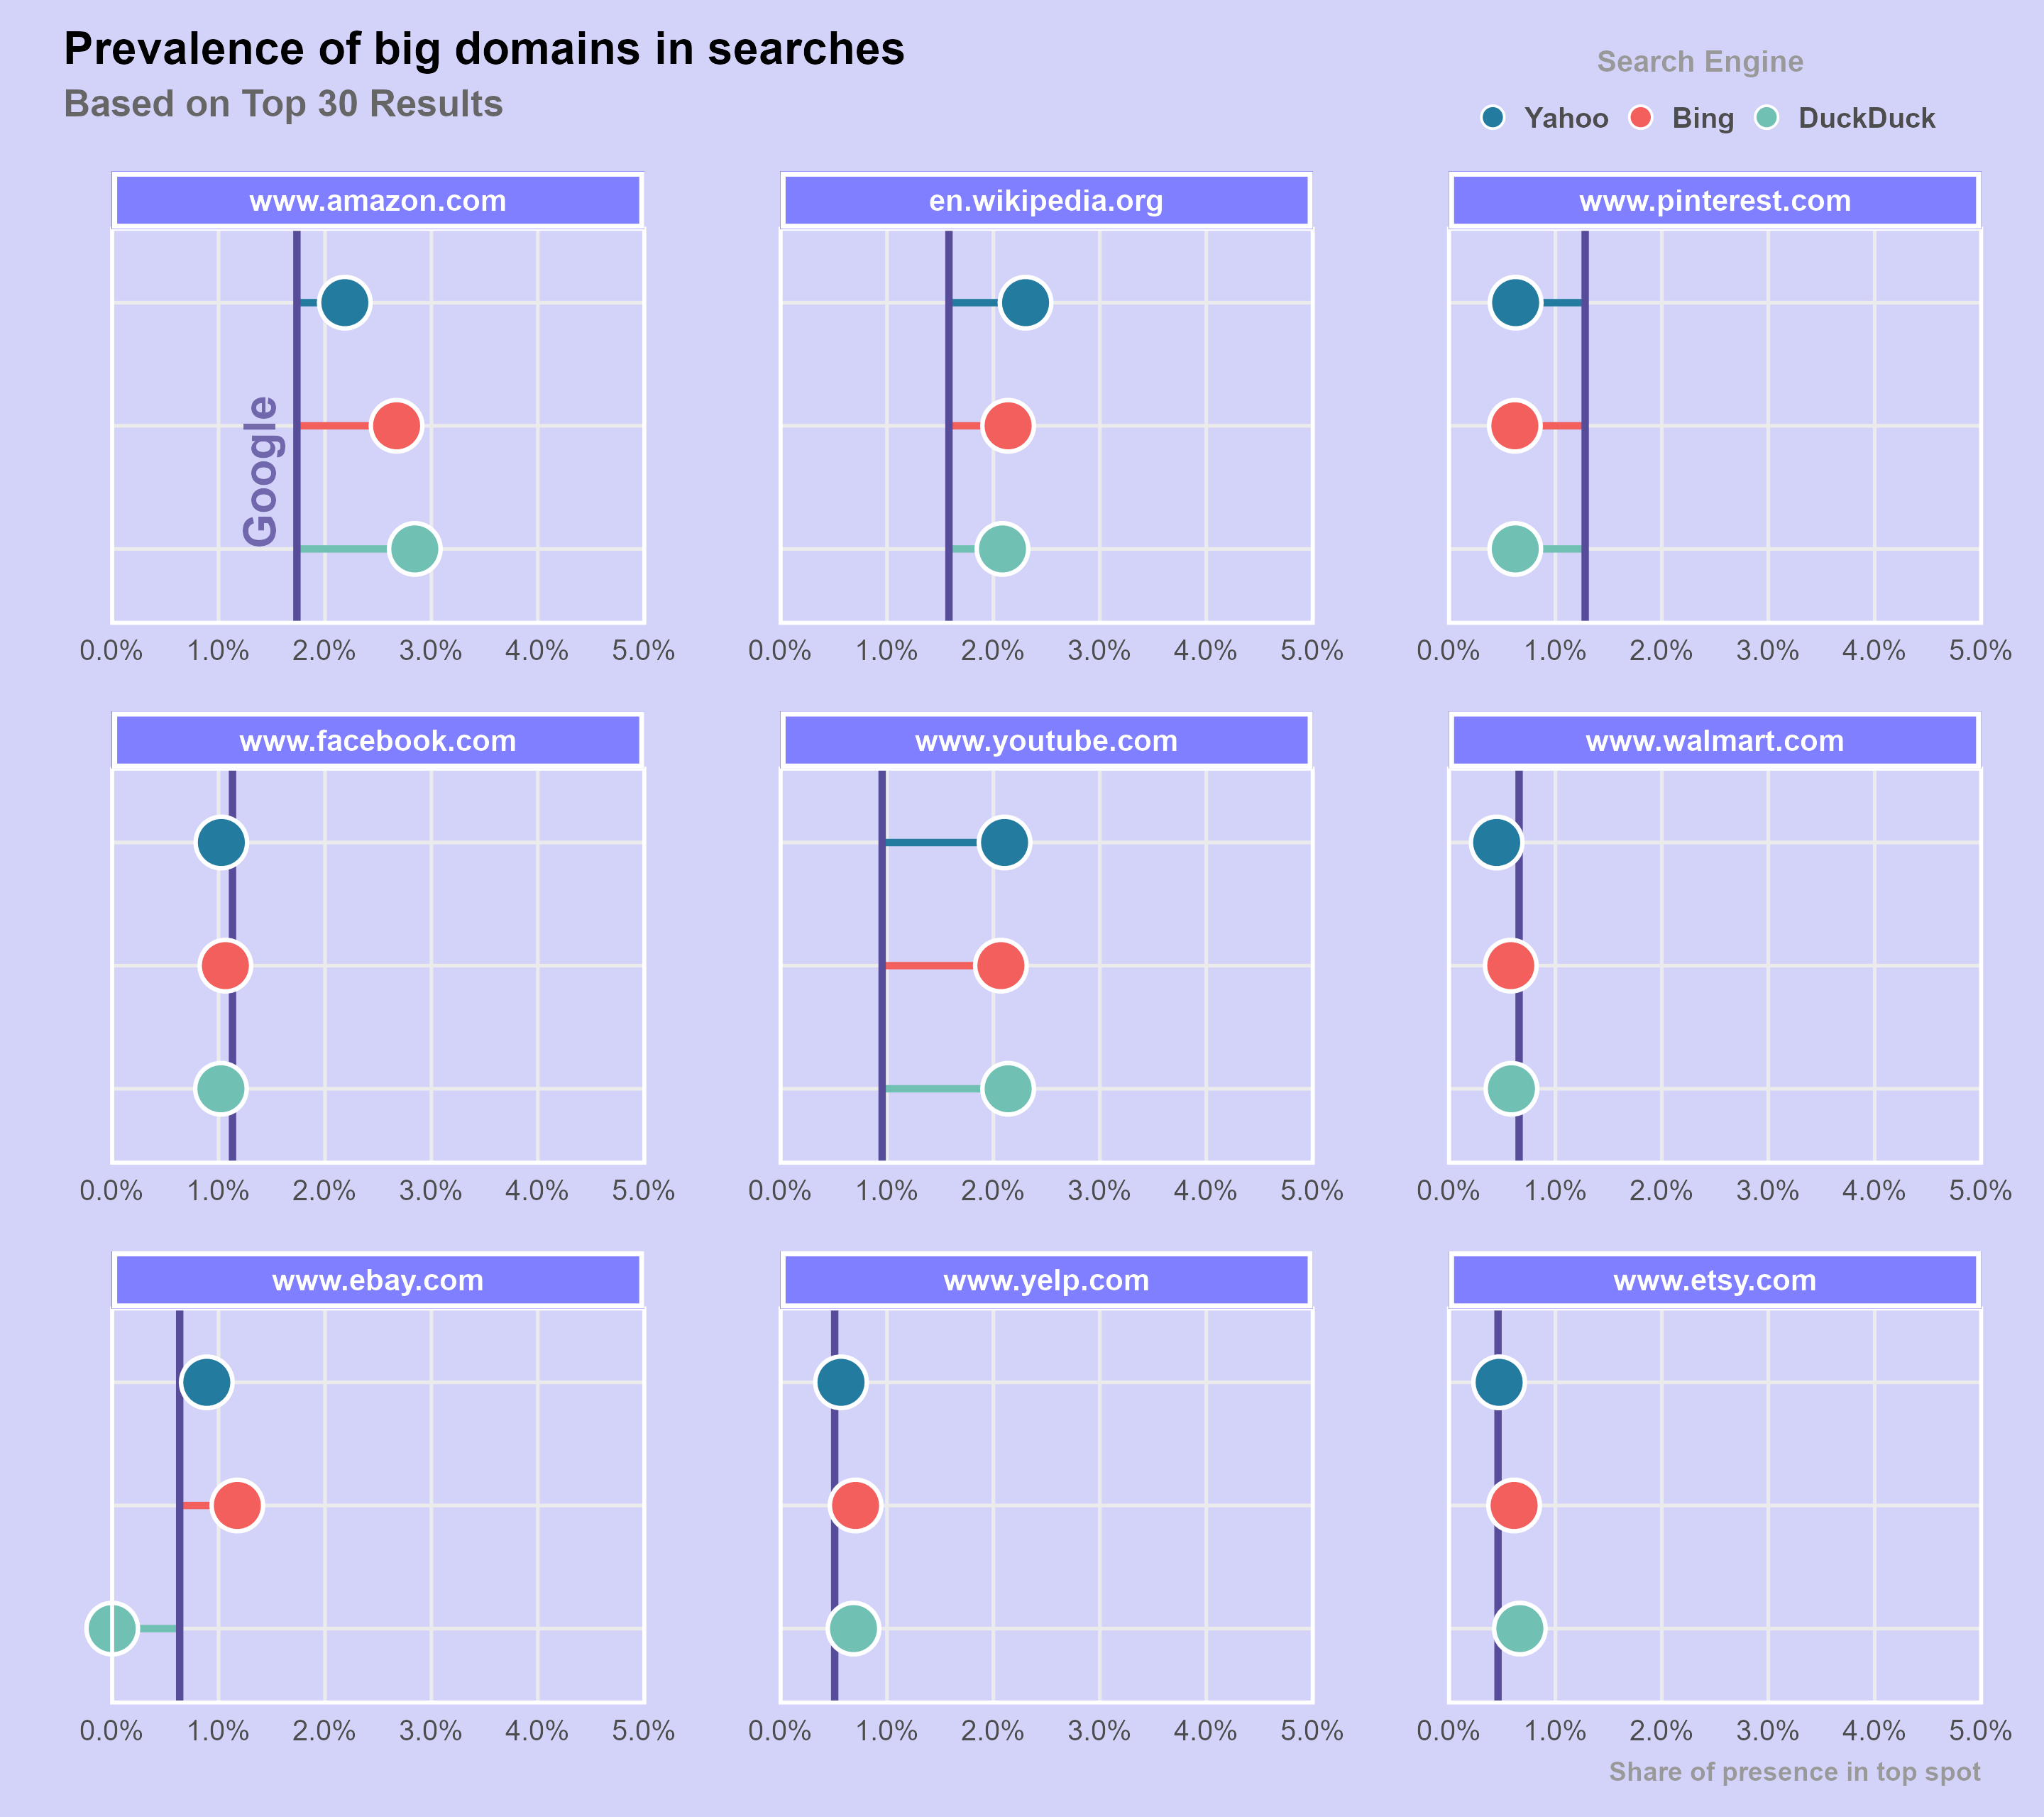 Prevalence of big domains in searches
Based on Top 30 Results
Search Engine
Yahoo Bing DuckDuck
www.amazon.com
Google
0.0% 1.0% 2.0% 3.0% 4.0% 5.0%
en.wikipedia.org
0.0% 1.0% 2.0% 3.0% 4.0% 5.0%
www.pinterest.com
0.0% 1.0% 2.0% 3.0% 4.0% 5.0%
www.facebook.com
0.0% 1.0% 2.0% 3.0% 4.0% 5.0%
www.youtube.com
0.0% 1.0% 2.0% 3.0% 4.0% 5.0%
www.walmart.com
0.0% 1.0% 2.0% 3.0% 4.0% 5.0%
www.ebay.com
0.0% 1.0% 2.0% 3.0% 4.0% 5.0%
www.yelp.com
0.0% 1.0% 2.0% 3.0% 4.0% 5.0%
www.etsy.com
0.0% 1.0% 2.0% 3.0% 4.0% 5.0%
Share of presence in top spot